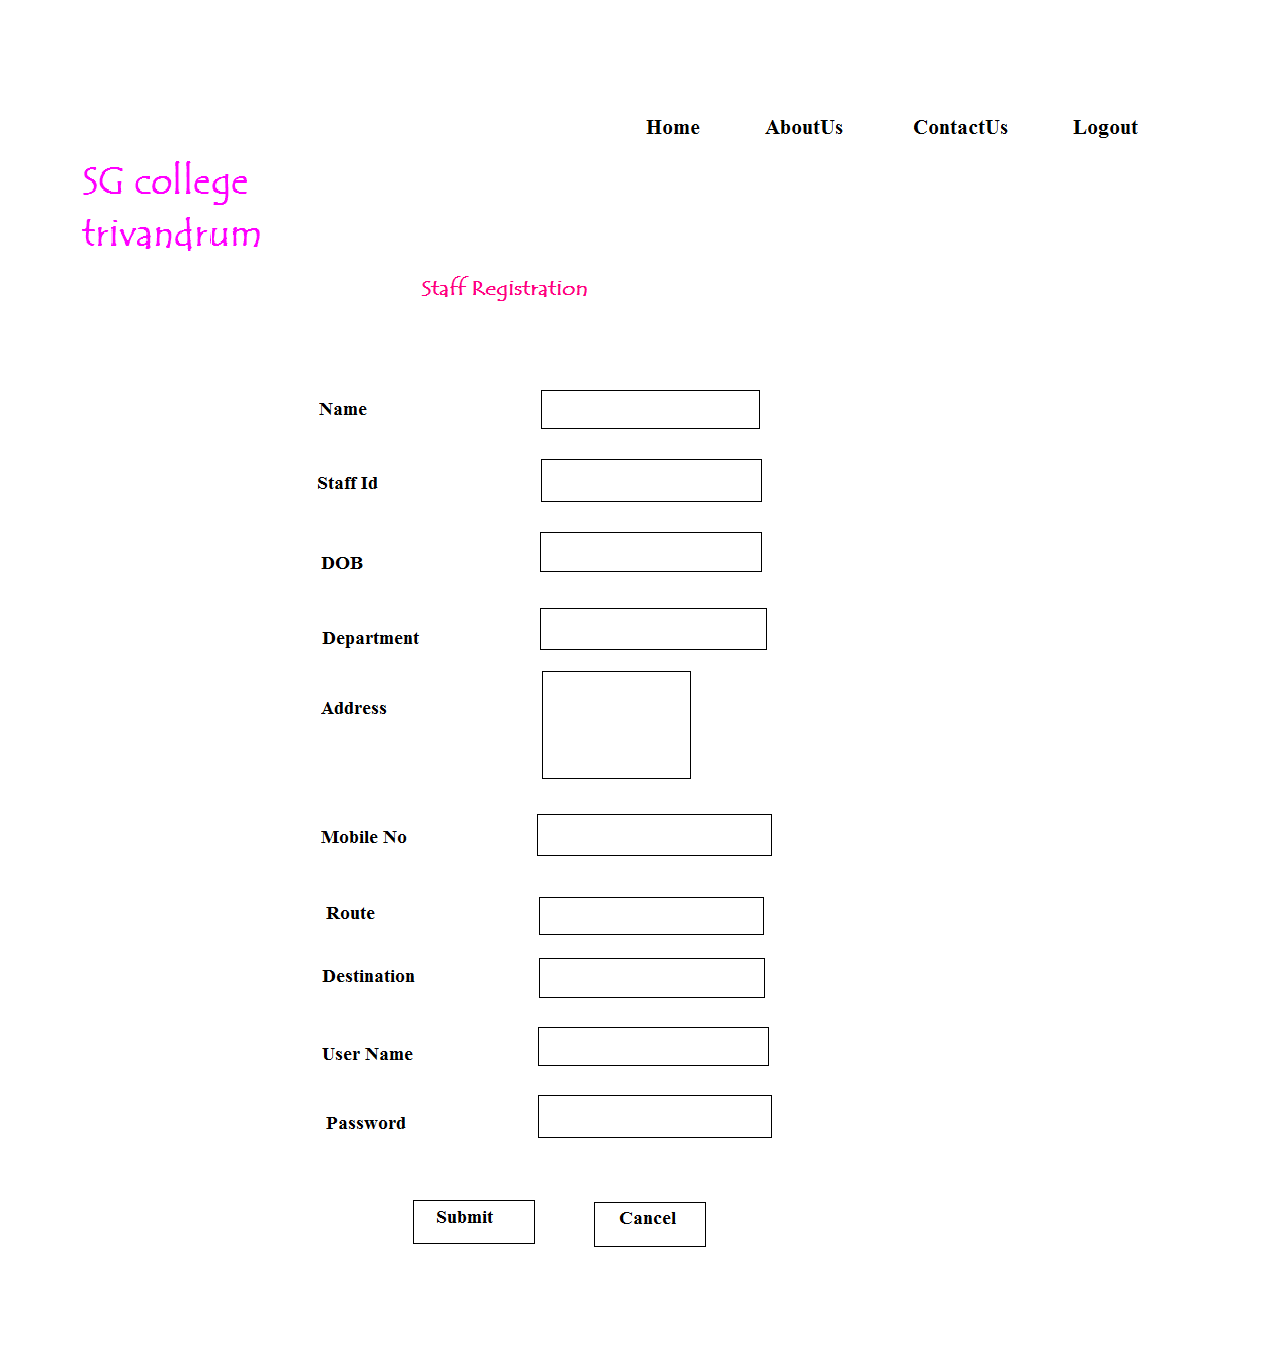 Home AboutUs ContactUs Logout
SG college
trivandrum
Staff Registration
Name
Staff Id
DOB
Department
Address
Mobile No
Route
Destination
User Name
Password
Submit Cancel